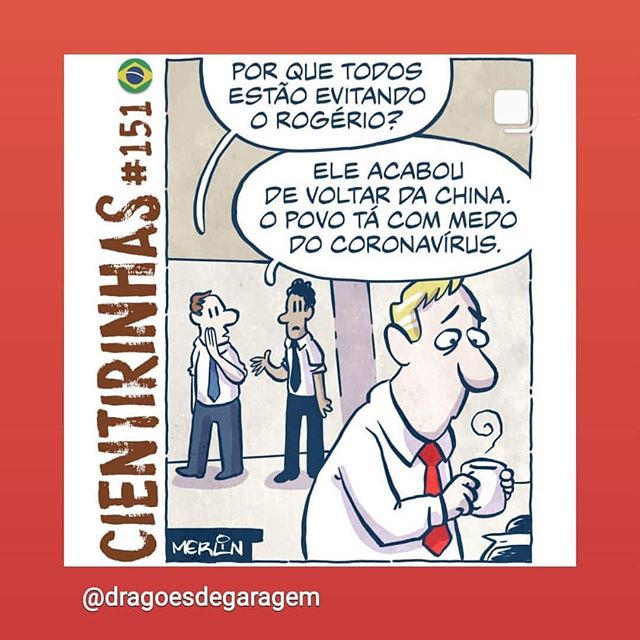 CIENTIRINHAS #151
POR QUE TODOS
ESTÃO EVITANDO
O ROGÉRIO?
ELE ACABOU
DE VOLTAR DA CHINA.
O POVO TÁ COM MEDO
DO CORONAVÍRUS.
MERLIN
@dragoesdegaragem